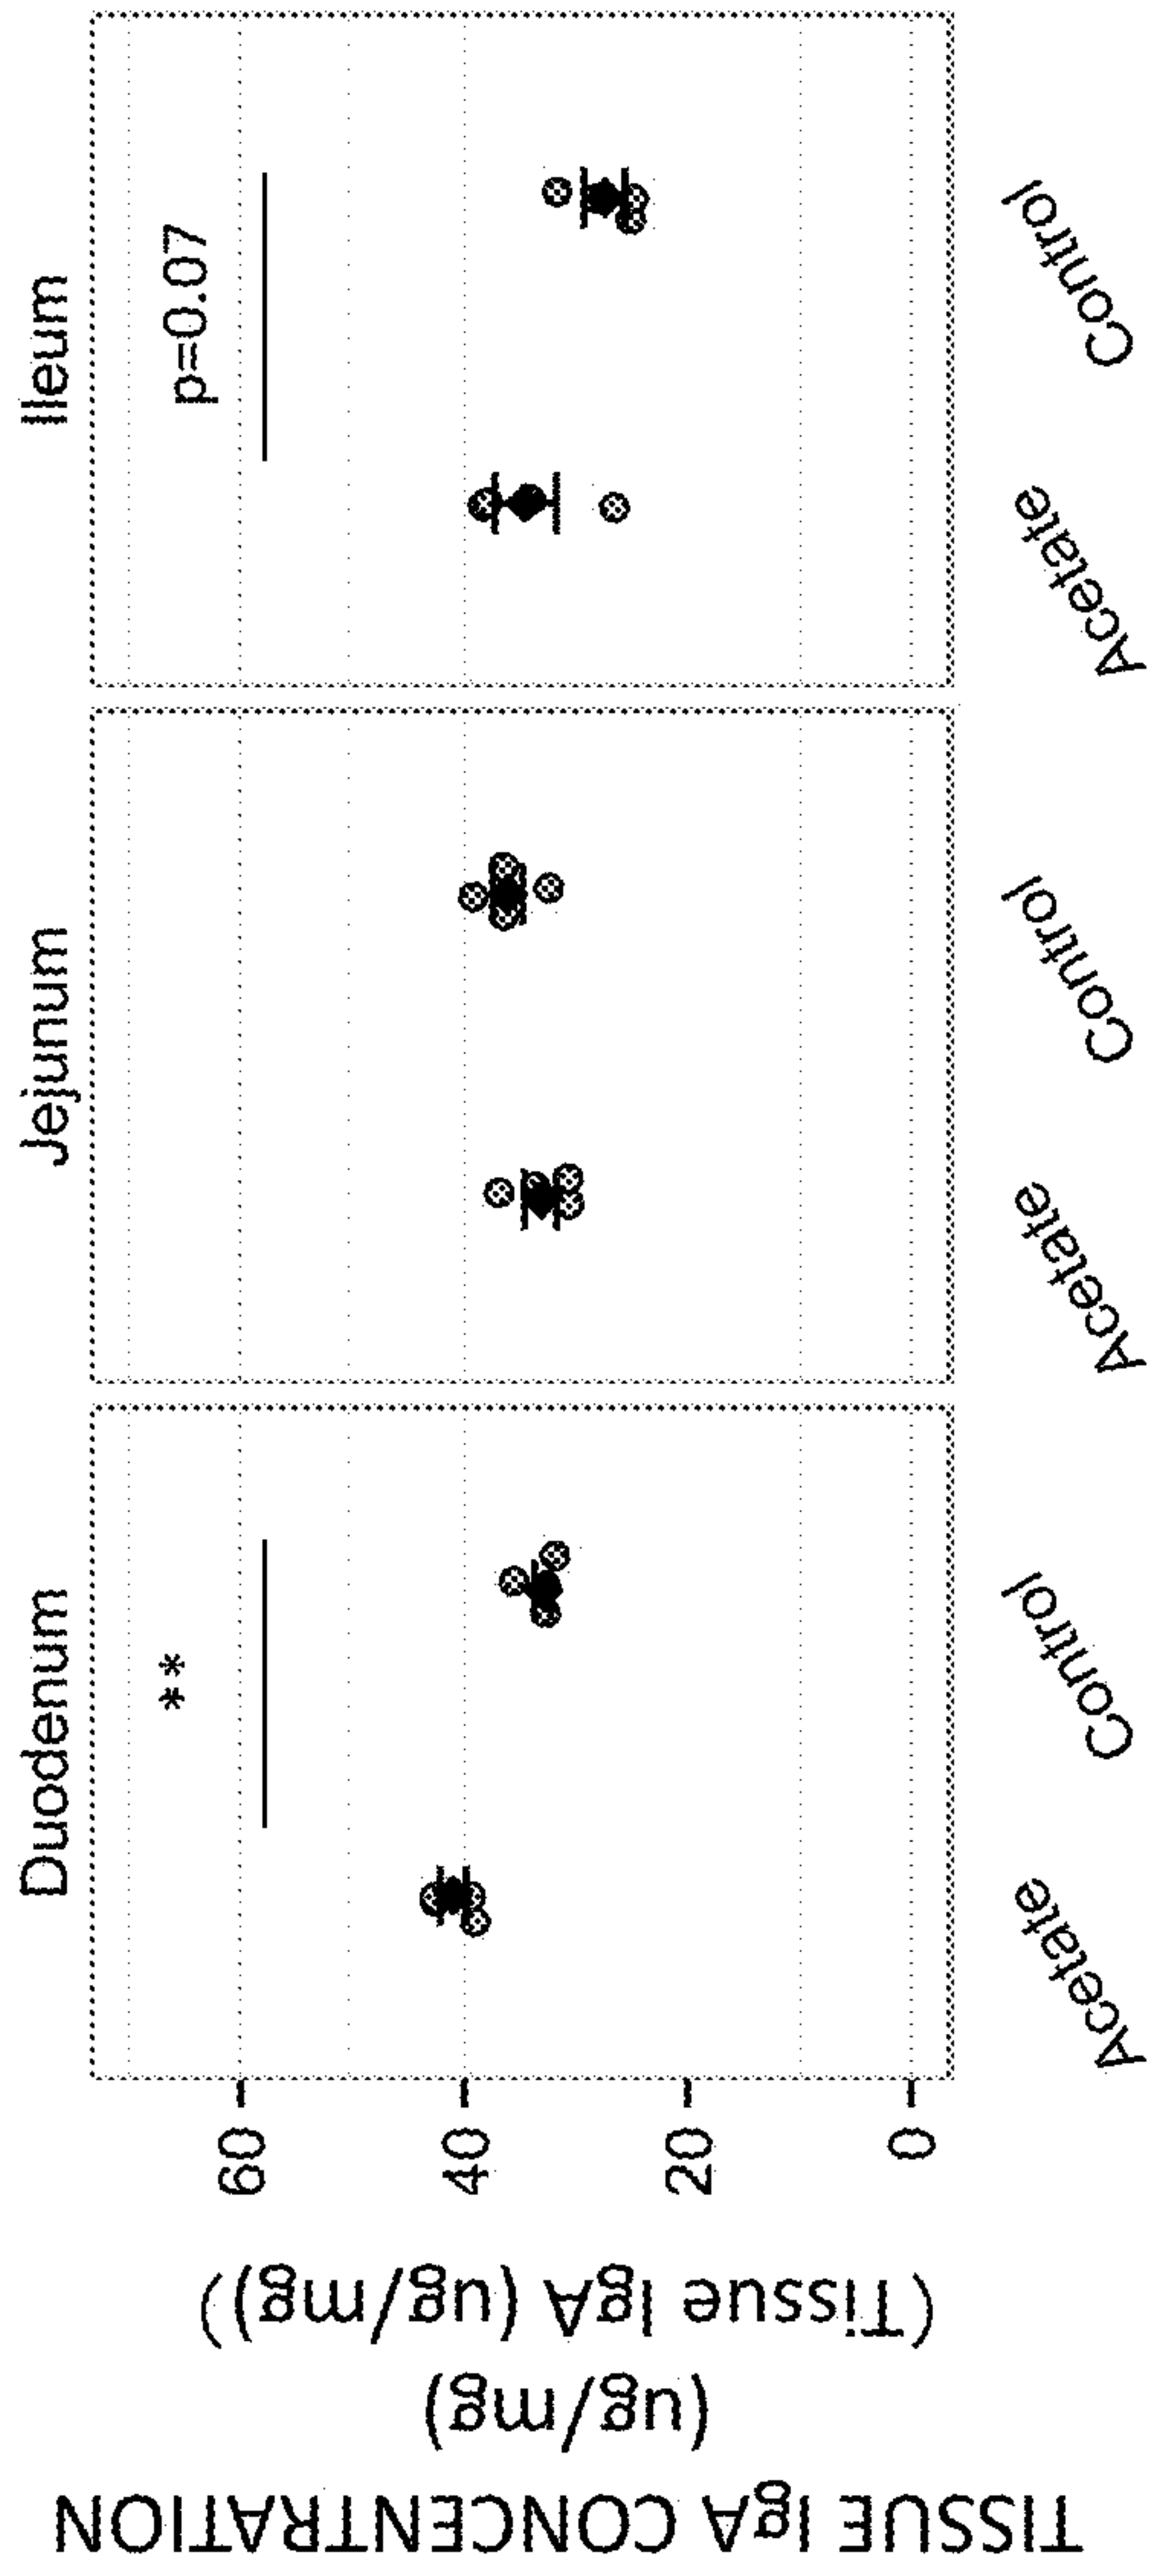 TISSUE IgA CONCENTRATION
(ug/mg)
(Tissue IgA (ug/mg))
Duodenum
Jejunum
Ileum
**
p=0.07
60
40
20
0
Acetate
Control
Acetate
Control
Acetate
Control